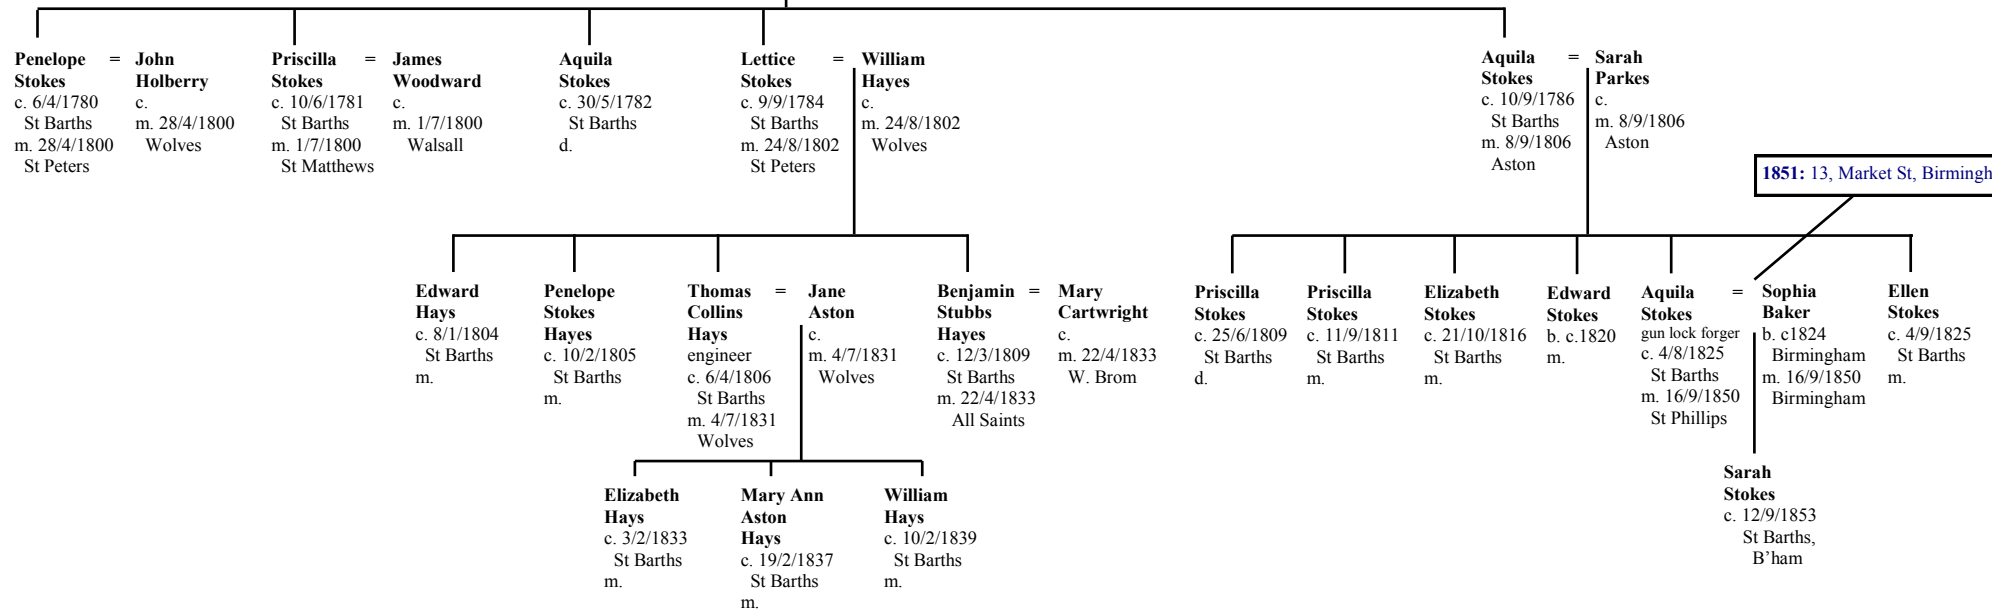 Penelope = John
Stokes Holberry
c. 6/4/1780 c.
St Barths m. 28/4/1800
m. 28/4/1800 Wolves
St Peters
Priscilla = James
Stokes Woodward
c. 10/6/1781 c.
St Barths m. 1/7/1800
m. 1/7/1800 Walsall
St Matthews
Aquila
Stokes
c. 30/5/1782
St Barths
d.
Lettice = William
Stokes Hayes
c. 9/9/1784 c.
St Barths m. 24/8/1802
m. 24/8/1802 Wolves
St Peters
Aquila = Sarah
Stokes Parkes
c. 10/9/1786 c.
St Barths m. 8/9/1806
m. 8/9/1806 Aston
Aston
1851: 13, Market St, Birmingh
Edward
Hays
c. 8/1/1804
St Barths
m.
Penelope
Stokes
Hayes
c. 10/2/1805
St Barths
m.
Thomas = Jane
Collins Aston
Hays c.
engineer m. 4/7/1831
c. 6/4/1806 Wolves
St Barths
m. 4/7/1831
Wolves
Benjamin = Mary
Stubbs Cartwright
Hayes c.
c. 12/3/1809 m. 22/4/1833
St Barths W. Brom
m. 22/4/1833
All Saints
Priscilla
Stokes
c. 25/6/1809
St Barths
d.
Priscilla
Stokes
c. 11/9/1811
St Barths
m.
Elizabeth
Stokes
c. 21/10/1816
St Barths
m.
Edward
Stokes
b. c.1820
m.
Aquila = Sophia
Stokes Baker
gun lock forger b. c1824
c. 4/8/1825 Birmingham
St Barths m. 16/9/1850
m. 16/9/1850 Birmingham
St Phillips
Ellen
Stokes
c. 4/9/1825
St Barths
m.
Elizabeth
Hays
c. 3/2/1833
St Barths
m.
Mary Ann
Aston
Hays
c. 19/2/1837
St Barths
m.
William
Hays
c. 10/2/1839
St Barths
m.
Sarah
Stokes
c. 12/9/1853
St Barths,
B’ham